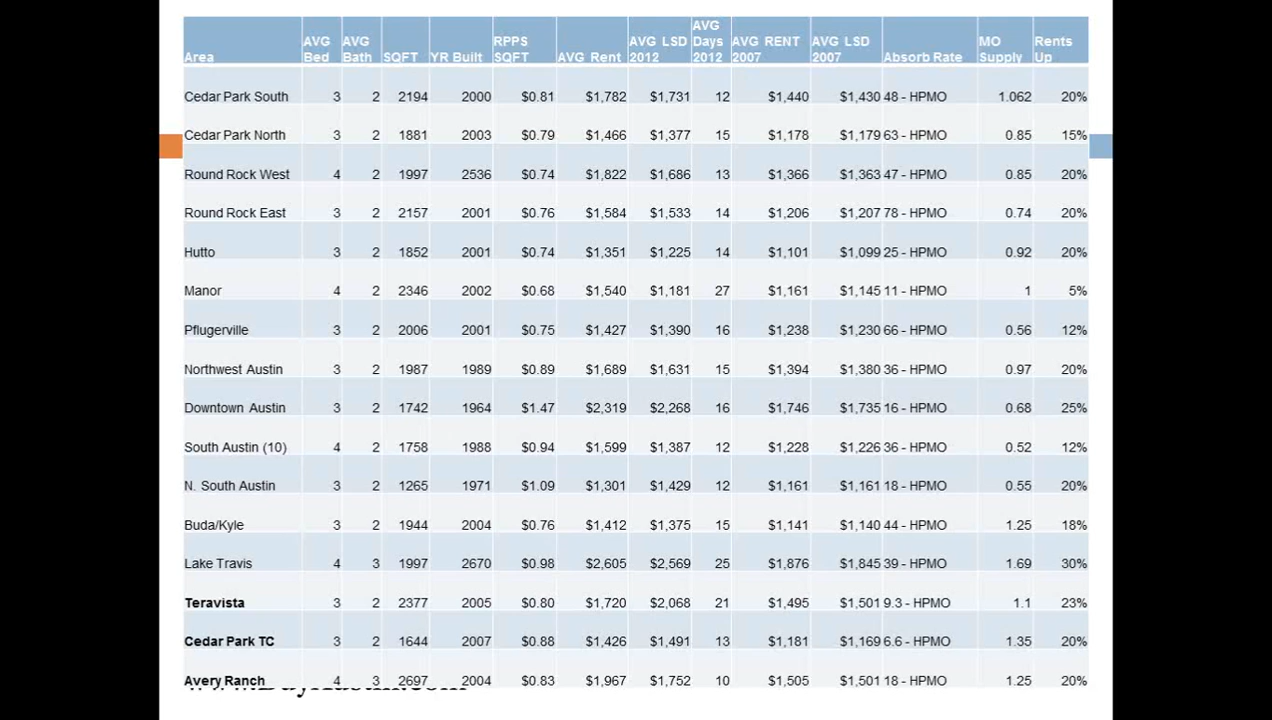 Area AVG Bed AVG Bath SQFT YR Built RPPS SQFT AVG Rent AVG LSD 2012 AVG Days 2012 AVG RENT 2007 AVG LSD 2007 Absorb Rate MO Supply Rents Up
Cedar Park South 3 2 2194 2000 $0.81 $1,782 $1,731 12 $1,440 $1,430 48 - HPMO 1.062 20%
Cedar Park North 3 2 1881 2003 $0.79 $1,466 $1,377 15 $1,178 $1,179 63 - HPMO 0.85 15%
Round Rock West 4 2 1997 2536 $0.74 $1,822 $1,686 13 $1,366 $1,363 47 - HPMO 0.85 20%
Round Rock East 3 2 2157 2001 $0.76 $1,584 $1,533 14 $1,206 $1,207 78 - HPMO 0.74 20%
Hutto 3 2 1852 2001 $0.74 $1,351 $1,225 14 $1,101 $1,099 25 - HPMO 0.92 20%
Manor 4 2 2346 2002 $0.68 $1,540 $1,181 27 $1,161 $1,145 11 - HPMO 1 5%
Pflugerville 3 2 2006 2001 $0.75 $1,427 $1,390 16 $1,238 $1,230 66 - HPMO 0.56 12%
Northwest Austin 3 2 1987 1989 $0.89 $1,689 $1,631 15 $1,394 $1,380 36 - HPMO 0.97 20%
Downtown Austin 3 2 1742 1964 $1.47 $2,319 $2,268 16 $1,746 $1,735 16 - HPMO 0.68 25%
South Austin (10) 4 2 1758 1988 $0.94 $1,599 $1,387 12 $1,228 $1,226 36 - HPMO 0.52 12%
N. South Austin 3 2 1265 1971 $1.09 $1,301 $1,429 12 $1,161 $1,161 18 - HPMO 0.55 20%
Buda/Kyle 3 2 1944 2004 $0.76 $1,412 $1,375 15 $1,141 $1,140 44 - HPMO 1.25 18%
Lake Travis 4 3 1997 2670 $0.98 $2,605 $2,569 25 $1,876 $1,845 39 - HPMO 1.69 30%
Teravista 3 2 2377 2005 $0.80 $1,720 $2,068 21 $1,495 $1,501 9.3 - HPMO 1.1 23%
Cedar Park TC 3 2 1644 2007 $0.88 $1,426 $1,491 13 $1,181 $1,169 6.6 - HPMO 1.35 20%
Avery Ranch 4 3 2697 2004 $0.83 $1,967 $1,752 10 $1,505 $1,501 18 - HPMO 1.25 20%